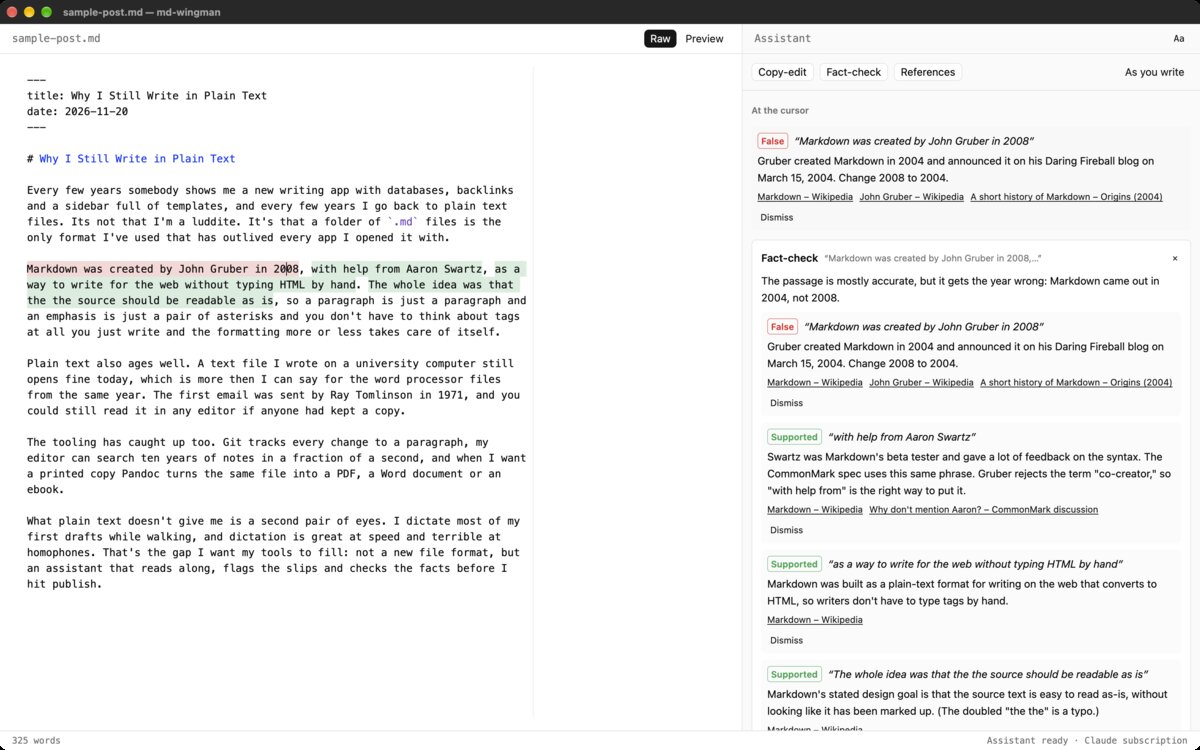 sample-post.md — md-wingman
sample-post.md
Raw
Preview
---
title: Why I Still Write in Plain Text
date: 2026-11-20
---
# Why I Still Write in Plain Text
Every few years somebody shows me a new writing app with databases, backlinks
and a sidebar full of templates, and every few years I go back to plain text
files. Its not that I'm a luddite. It's that a folder of `.md` files is the
only format I've used that has outlived every app I opened it with.
Markdown was created by John Gruber in 2008, with help from Aaron Swartz, as a
way to write for the web without typing HTML by hand. The whole idea was that
the the source should be readable as is, so a paragraph is just a paragraph and
an emphasis is just a pair of asterisks and you don't have to think about tags
at all you just write and the formatting more or less takes care of itself.
Plain text also ages well. A text file I wrote on a university computer still
opens fine today, which is more then I can say for the word processor files
from the same year. The first email was sent by Ray Tomlinson in 1971, and you
could still read it in any editor if anyone had kept a copy.
The tooling has caught up too. Git tracks every change to a paragraph, my
editor can search ten years of notes in a fraction of a second, and when I want
a printed copy Pandoc turns the same file into a PDF, a Word document or an
ebook.
What plain text doesn't give me is a second pair of eyes. I dictate most of my
first drafts while walking, and dictation is great at speed and terrible at
homophones. That's the gap I want my tools to fill: not a new file format, but
an assistant that reads along, flags the slips and checks the facts before I
hit publish.
325 words
Assistant
Aa
Copy-edit
Fact-check
References
As you write
At the cursor
False “Markdown was created by John Gruber in 2008”
Gruber created Markdown in 2004 and announced it on his Daring Fireball blog on
March 15, 2004. Change 2008 to 2004.
Markdown – Wikipedia John Gruber – Wikipedia A short history of Markdown – Origins (2004)
Dismiss
Fact-check “Markdown was created by John Gruber in 2008,…” ×
The passage is mostly accurate, but it gets the year wrong: Markdown came out in
2004, not 2008.
False “Markdown was created by John Gruber in 2008”
Gruber created Markdown in 2004 and announced it on his Daring Fireball blog on
March 15, 2004. Change 2008 to 2004.
Markdown – Wikipedia John Gruber – Wikipedia A short history of Markdown – Origins (2004)
Dismiss
Supported “with help from Aaron Swartz”
Swartz was Markdown's beta tester and gave a lot of feedback on the syntax. The
CommonMark spec uses this same phrase. Gruber rejects the term "co-creator," so
"with help from" is the right way to put it.
Markdown – Wikipedia Why don't mention Aaron? – CommonMark discussion
Dismiss
Supported “as a way to write for the web without typing HTML by hand”
Markdown was built as a plain-text format for writing on the web that converts to
HTML, so writers don't have to type tags by hand.
Markdown – Wikipedia
Dismiss
Supported “The whole idea was that the the source should be readable as is”
Markdown's stated design goal is that the source text is easy to read as-is, without
looking like it has been marked up. (The doubled "the the" is a typo.)
Markdown – Wikipedia
Assistant ready · Claude subscription